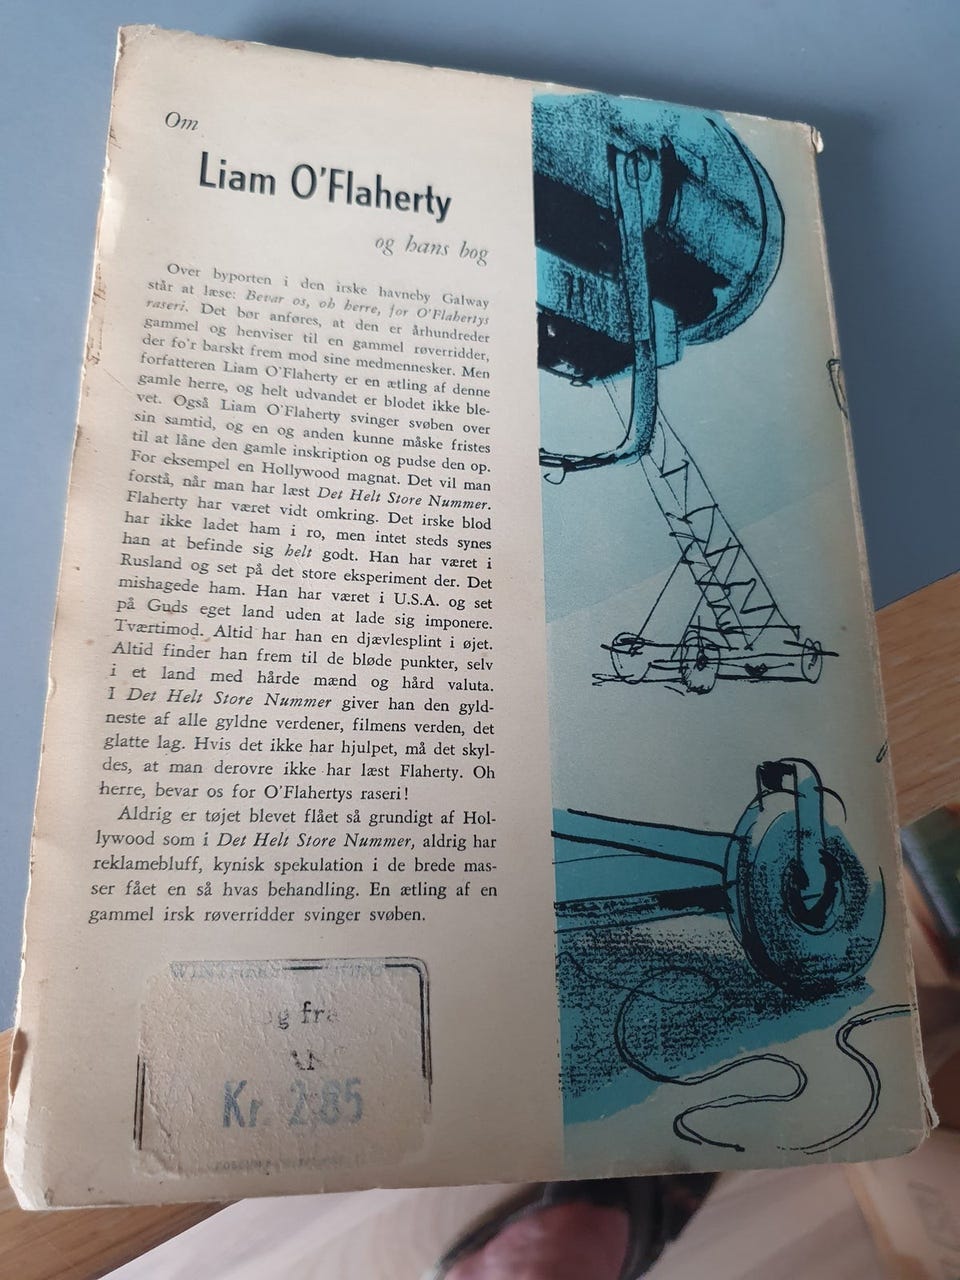 Om
Liam O'Flaherty
og hans bog
Over byporten i den irske havneby Galway
står at læse: Bevar os, oh herre, for O'Flahertys
raseri. Det bør anføres, at den er århundreder
gammel og henviser til en gammel røverridder,
der fo'r barskt frem mod sine medmennesker. Men
forfatteren Liam O'Flaherty er en ætling af denne
gamle herre, og helt udvandet er blodet ikke ble-
vet. Også Liam O'Flaherty svinger svøben over
sin samtid, og en og anden kunne måske fristes
til at låne den gamle inskription og pudse den op.
For eksempel en Hollywood magnat. Det vil man
forstå, når man har læst Det Helt Store Nummer.
Flaherty har været vidt omkring. Det irske blod
har ikke ladet ham i ro, men intet steds synes
han at befinde sig helt godt. Han har været i
Rusland og set på det store eksperiment der. Det
mishagede ham. Han har været i U.S.A. og set
på Guds eget land uden at lade sig imponere.
Tværtimod. Altid har han en djævlesplint i øjet.
Altid finder han frem til de bløde punkter, selv
i et land med hårde mænd og hård valuta.
I Det Helt Store Nummer giver han den gyld-
neste af alle gyldne verdener, filmens verden, det
glatte lag. Hvis det ikke har hjulpet, må det skyl-
des, at man derovre ikke har læst Flaherty. Oh
herre, bevar os for O'Flahertys raseri!
Aldrig er tøjet blevet flået så grundigt af Hol-
lywood som i Det Helt Store Nummer, aldrig har
reklamebluff, kynisk spekulation i de brede mas-
ser fået en så hvas behandling. En ætling af en
gammel irsk røverridder svinger svøben.
fra
Kr. 2.85